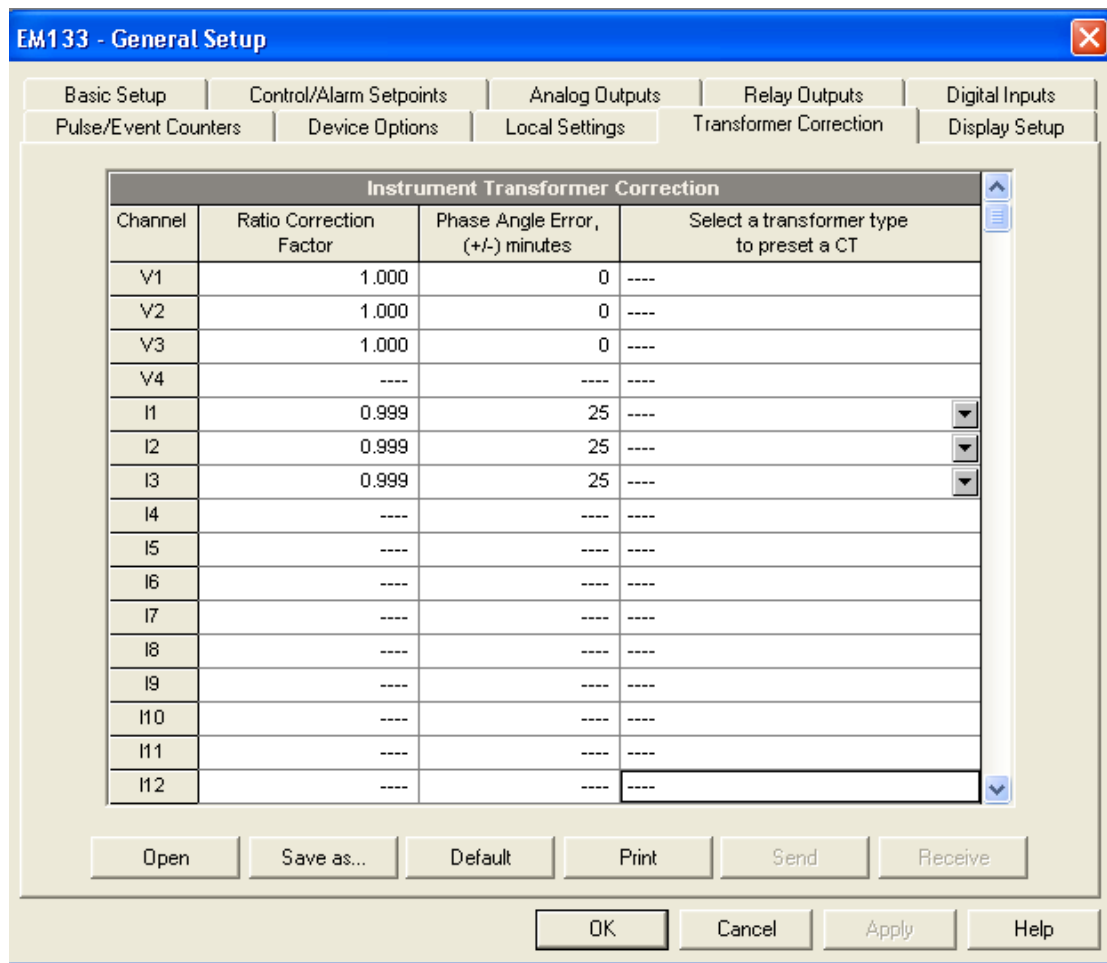 EM133 - General Setup
Basic Setup Control/Alarm Setpoints Analog Outputs Relay Outputs Digital Inputs
Pulse/Event Counters Device Options Local Settings Transformer Correction Display Setup
Instrument Transformer Correction
Channel Ratio Correction Factor Phase Angle Error, (+/-) minutes Select a transformer type to preset a CT
V1 1.000 0 ----
V2 1.000 0 ----
V3 1.000 0 ----
V4 ---- ---- ----
I1 0.999 25 ----
I2 0.999 25 ----
I3 0.999 25 ----
I4 ---- ---- ----
I5 ---- ---- ----
I6 ---- ---- ----
I7 ---- ---- ----
I8 ---- ---- ----
I9 ---- ---- ----
I10 ---- ---- ----
I11 ---- ---- ----
I12 ---- ---- ----
Open Save as... Default Print Send Receive
OK Cancel Apply Help